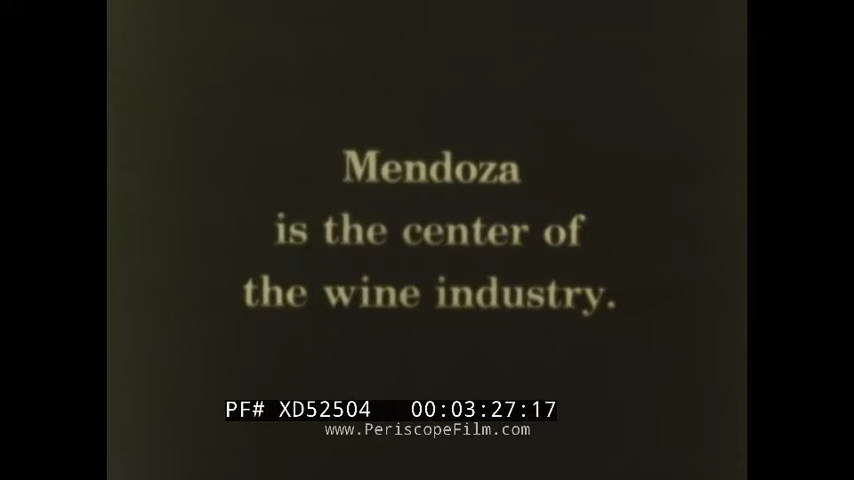 Mendoza
is the center of
the wine industry.
PF# XD52504 00:03:27:17
www.PeriscopeFilm.com